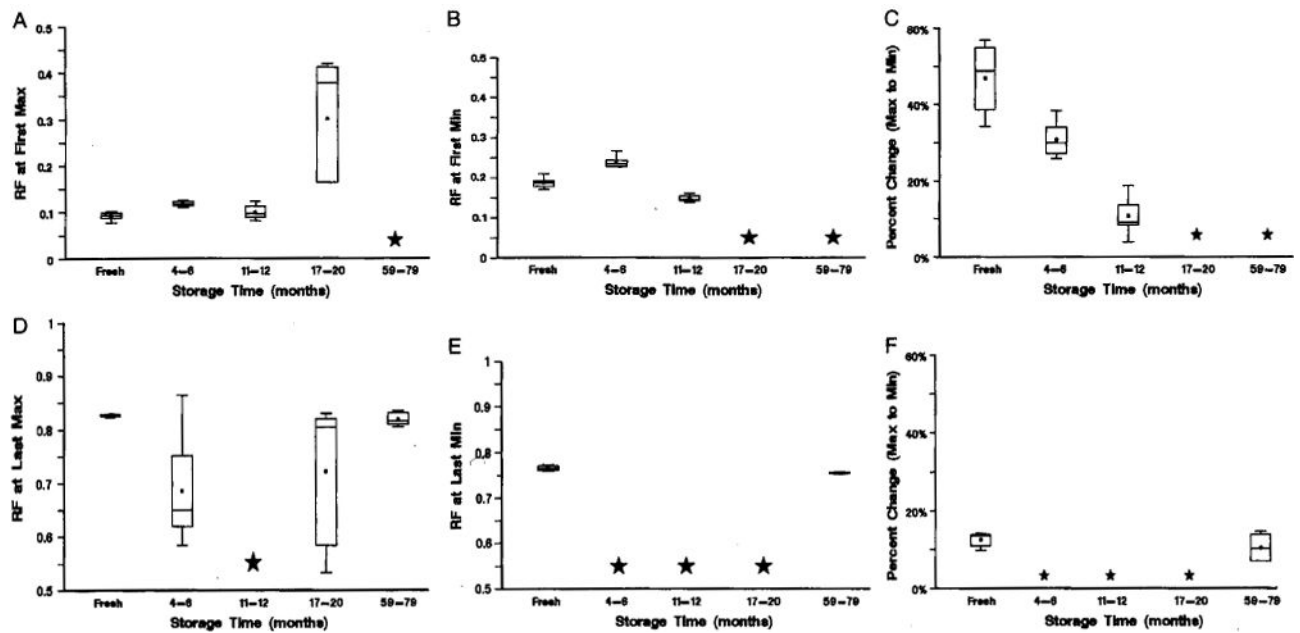 A
RF at First Max
0.5
0.4
0.3
0.2
0.1
0
Fresh
4-6
11-12
17-20
59-79
Storage Time (months)
B
RF at First Min
0.5
0.4
0.3
0.2
0.1
0
Fresh
4-6
11-12
17-20
59-79
Storage Time (months)
C
Percent Change (Max to Min)
60%
40%
20%
0%
Fresh
4-6
11-12
17-20
59-79
Storage Time (months)
D
RF at Last Max
1
0.9
0.8
0.7
0.6
0.5
Fresh
4-6
11-12
17-20
59-79
Storage Time (months)
E
RF at Last Min
1
0.9
0.8
0.7
0.6
0.5
Fresh
4-6
11-12
17-20
59-79
Storage Time (months)
F
Percent Change (Max to Min)
60%
40%
20%
0%
Fresh
4-6
11-12
17-20
59-79
Storage Time (months)